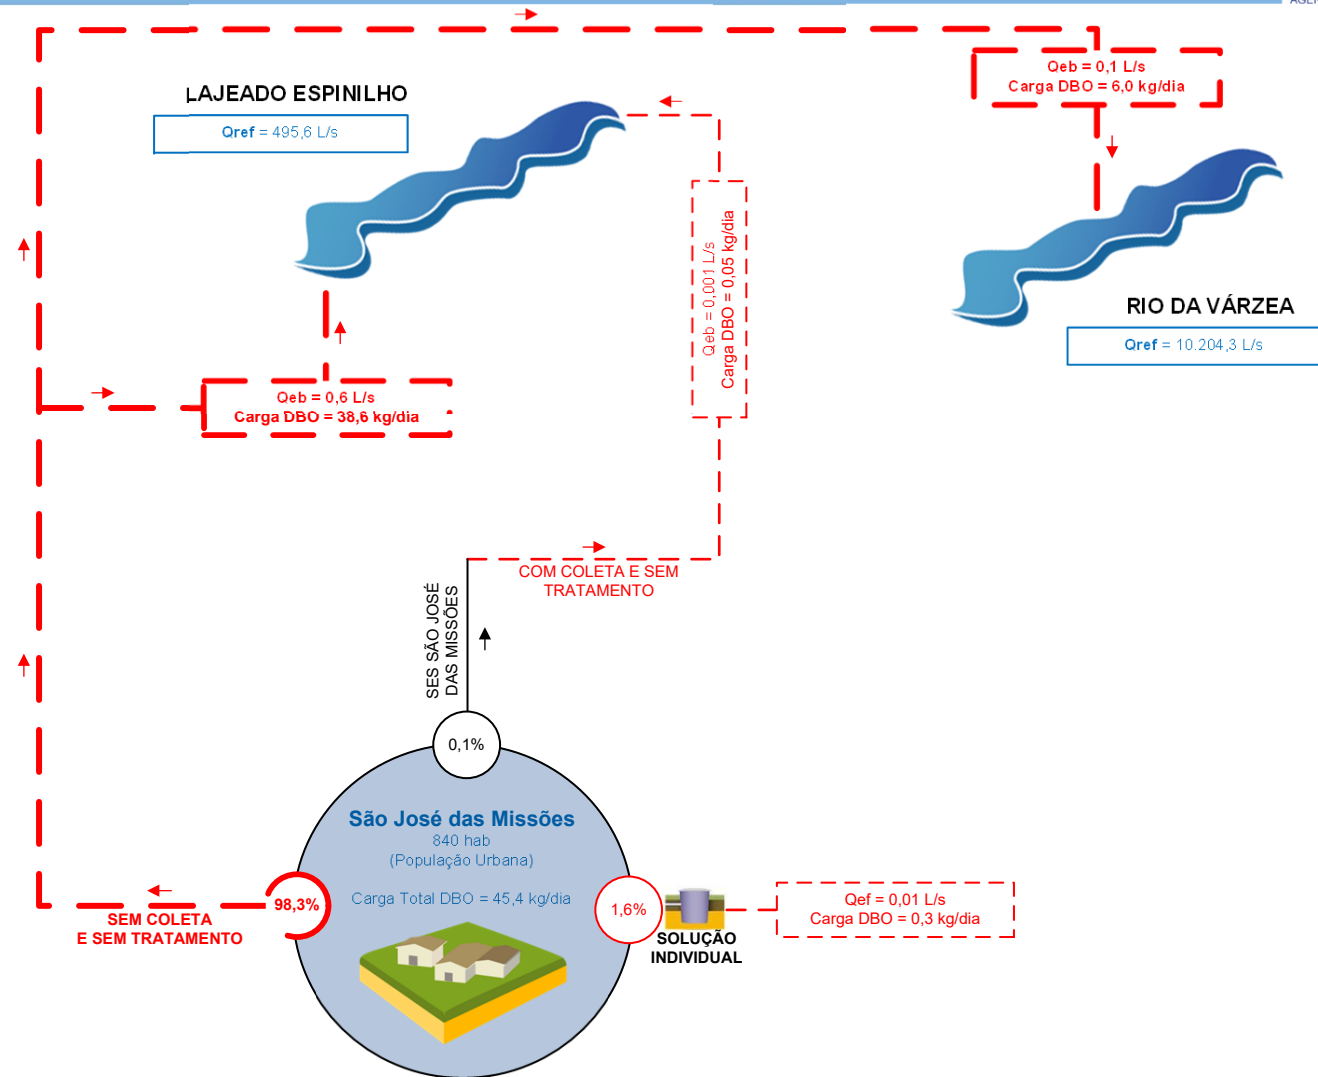 Qeb = 0,1 L/s
Carga DBO = 6,0 kg/dia
LAJEADO ESPINILHO
Qref = 495,6 L/s
Qeb = 0,001 L/s
Carga DBO = 0,05 kg/dia
RIO DA VÁRZEA
Qref = 10.204,3 L/s
Qeb = 0,6 L/s
Carga DBO = 38,6 kg/dia
COM COLETA E SEM
TRATAMENTO
SES SÃO JOSÉ
DAS MISSÕES
0,1%
São José das Missões
840 hab
(População Urbana)
Carga Total DBO = 45,4 kg/dia
98,3%
SEM COLETA
E SEM TRATAMENTO
1,6%
SOLUÇÃO
INDIVIDUAL
Qef = 0,01 L/s
Carga DBO = 0,3 kg/dia